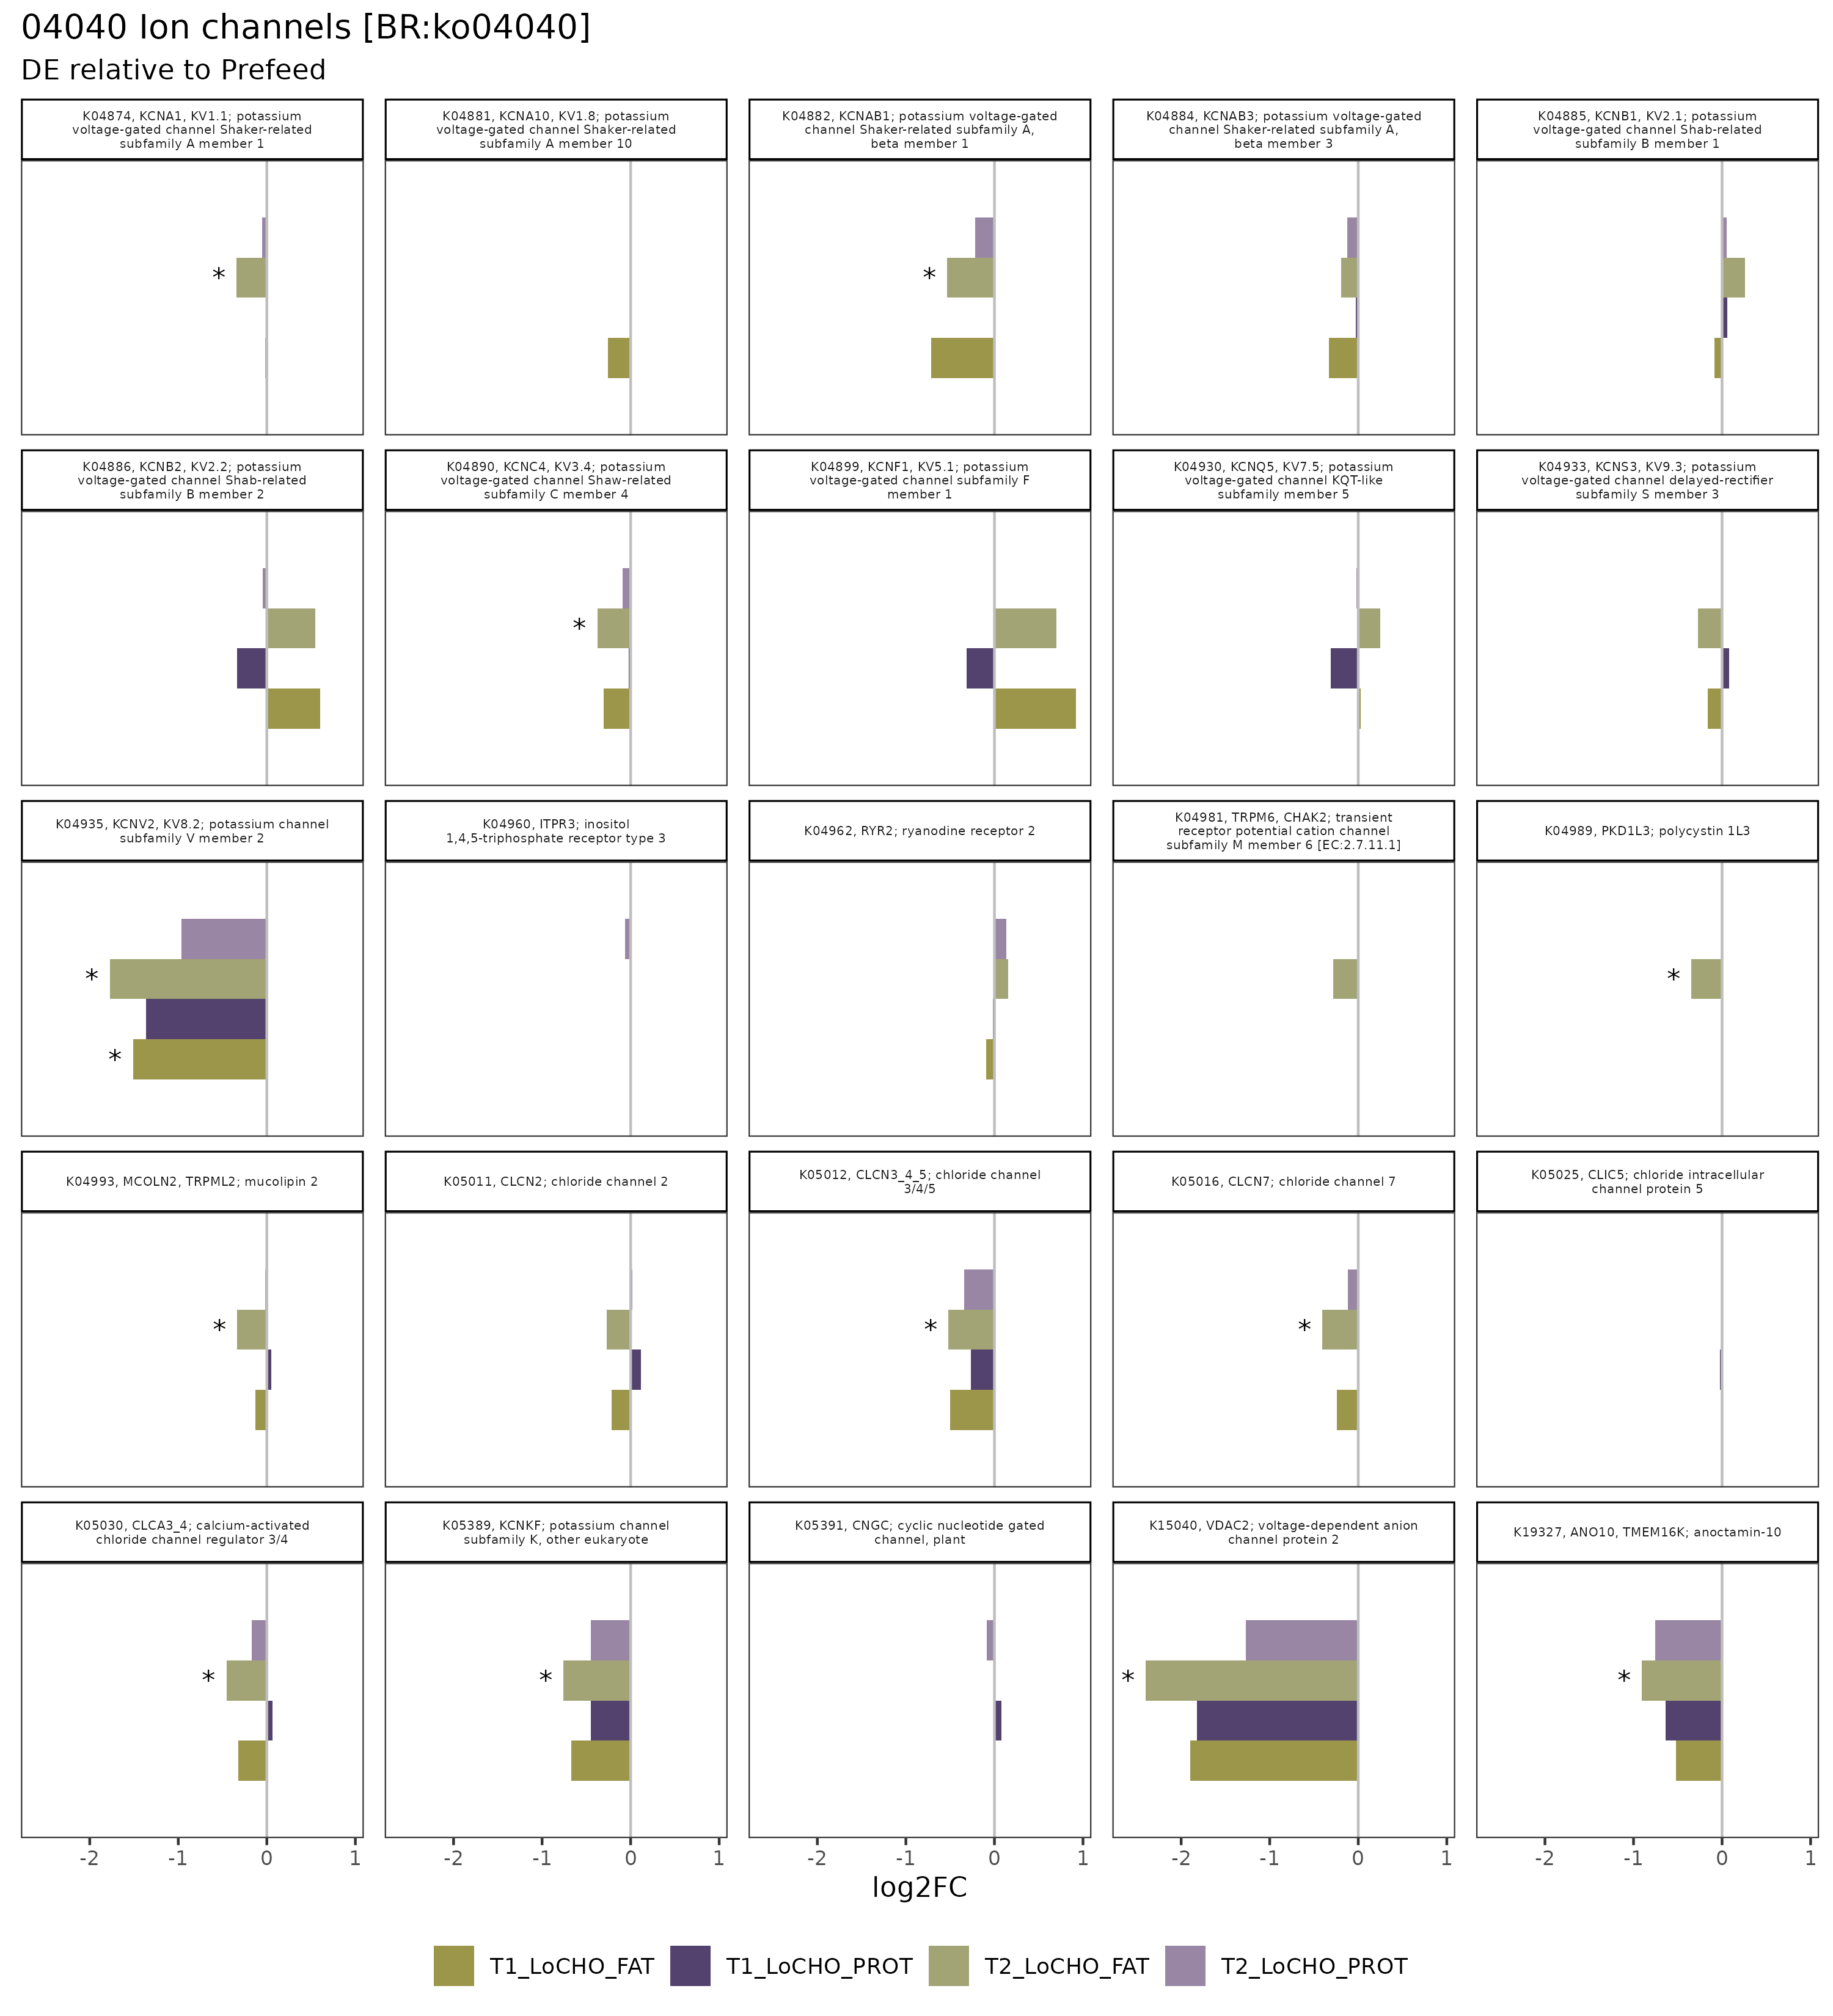 04040 Ion channels [BR:ko04040]
DE relative to Prefeed
K04874, KCNA1, KV1.1; potassium
voltage-gated channel Shaker-related
subfamily A member 1
K04881, KCNA10, KV1.8; potassium
voltage-gated channel Shaker-related
subfamily A member 10
K04882, KCNAB1; potassium voltage-gated
channel Shaker-related subfamily A,
beta member 1
K04884, KCNAB3; potassium voltage-gated
channel Shaker-related subfamily A,
beta member 3
K04885, KCNB1, KV2.1; potassium
voltage-gated channel Shab-related
subfamily B member 1
*
*
K04886, KCNB2, KV2.2; potassium
voltage-gated channel Shab-related
subfamily B member 2
K04890, KCNC4, KV3.4; potassium
voltage-gated channel Shaw-related
subfamily C member 4
K04899, KCNF1, KV5.1; potassium
voltage-gated channel subfamily F
member 1
K04930, KCNQ5, KV7.5; potassium
voltage-gated channel KQT-like
subfamily member 5
K04933, KCNS3, KV9.3; potassium
voltage-gated channel delayed-rectifier
subfamily S member 3
*
K04935, KCNV2, KV8.2; potassium channel
subfamily V member 2
K04960, ITPR3; inositol
1,4,5-triphosphate receptor type 3
K04962, RYR2; ryanodine receptor 2
K04981, TRPM6, CHAK2; transient
receptor potential cation channel
subfamily M member 6 [EC:2.7.11.1]
K04989, PKD1L3; polycystin 1L3
*
*
*
K04993, MCOLN2, TRPML2; mucolipin 2
K05011, CLCN2; chloride channel 2
K05012, CLCN3_4_5; chloride channel
3/4/5
K05016, CLCN7; chloride channel 7
K05025, CLIC5; chloride intracellular
channel protein 5
*
*
*
K05030, CLCA3_4; calcium-activated
chloride channel regulator 3/4
K05389, KCNKF; potassium channel
subfamily K, other eukaryote
K05391, CNGC; cyclic nucleotide gated
channel, plant
K15040, VDAC2; voltage-dependent anion
channel protein 2
K19327, ANO10, TMEM16K; anoctamin-10
*
*
*
*
-2 -1 0 1
-2 -1 0 1
-2 -1 0 1
-2 -1 0 1
-2 -1 0 1
log2FC
T1_LoCHO_FAT T1_LoCHO_PROT T2_LoCHO_FAT T2_LoCHO_PROT